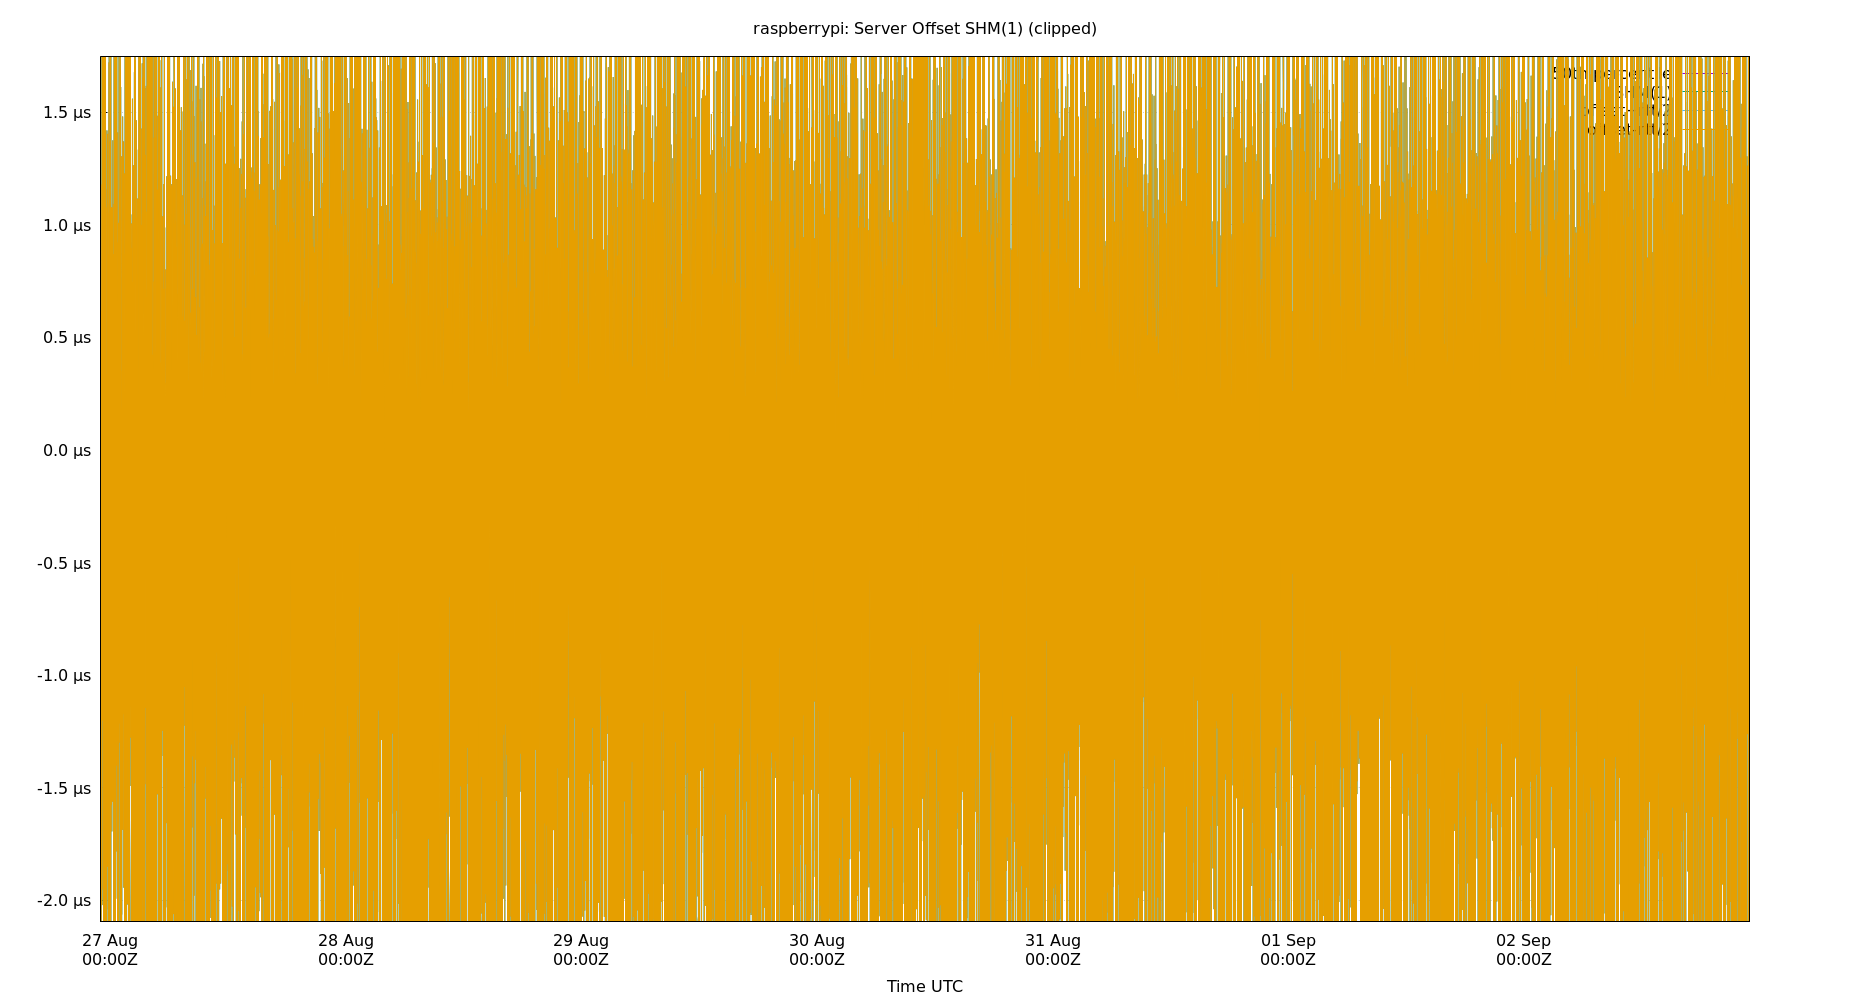 raspberrypi: Server Offset SHM(1) (clipped)
1.5 µs
1.0 µs
0.5 µs
0.0 µs
-0.5 µs
-1.0 µs
-1.5 µs
-2.0 µs
27 Aug 28 Aug 29 Aug 30 Aug 31 Aug 01 Sep 02 Sep
00:00Z 00:00Z 00:00Z 00:00Z 00:00Z 00:00Z 00:00Z
Time UTC